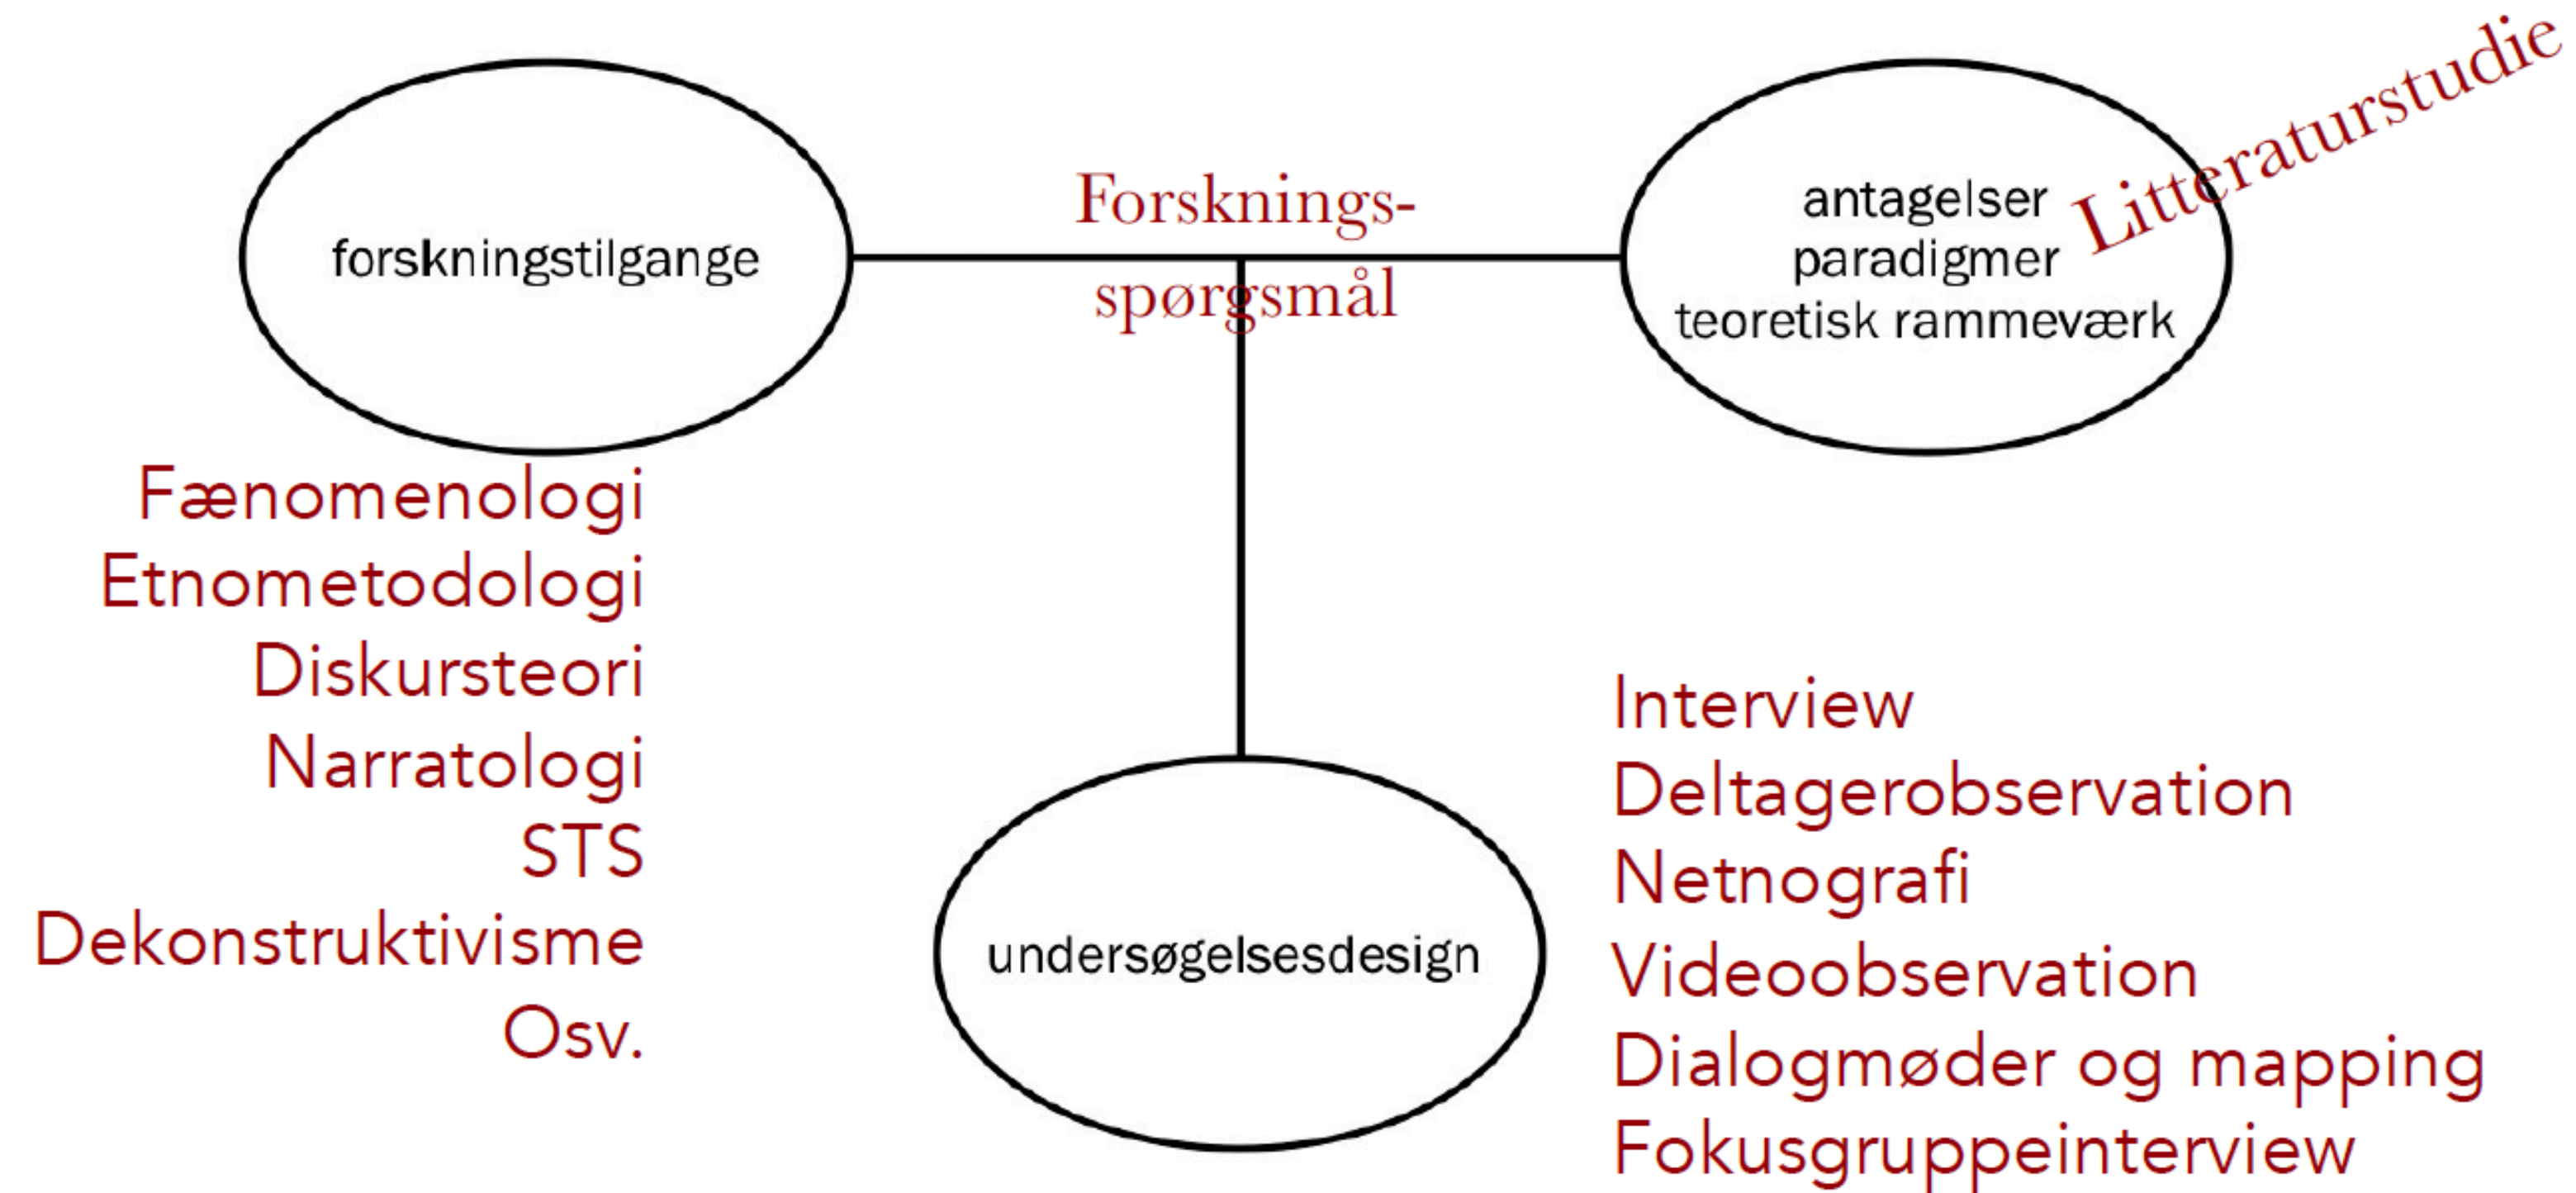 Litteraturstudie
Forsknings-
spørgsmål
forskningstilgange
antagelser
paradigmer
teoretisk rammeværk
Fænomenologi
Etnometodologi
Diskursteori
Narratologi
STS
Dekonstruktivisme
Osv.
undersøgelsesdesign
Interview
Deltagerobservation
Netnografi
Videoobservation
Dialogmøder og mapping
Fokusgruppeinterview